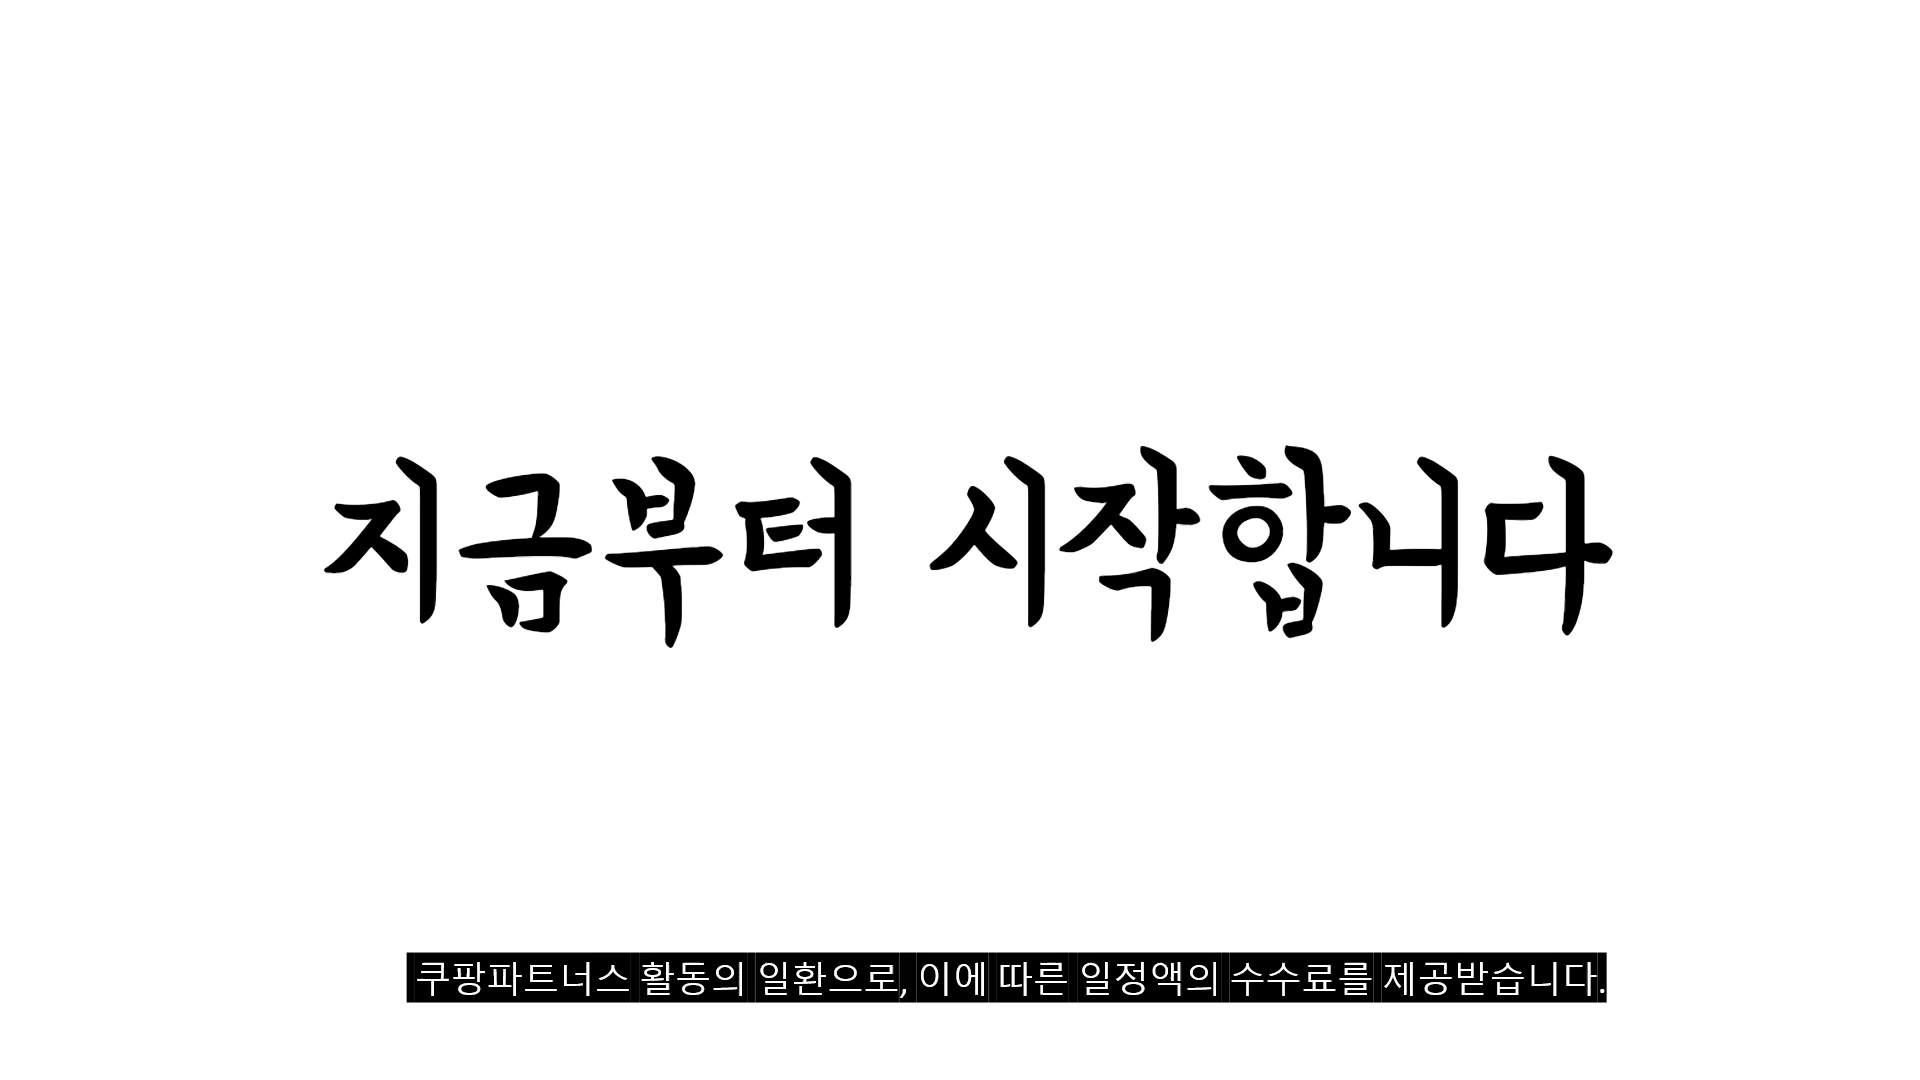 지금부터 시작합니다
쿠팡파트너스 활동의 일환으로, 이에 따른 일정액의 수수료를 제공받습니다.